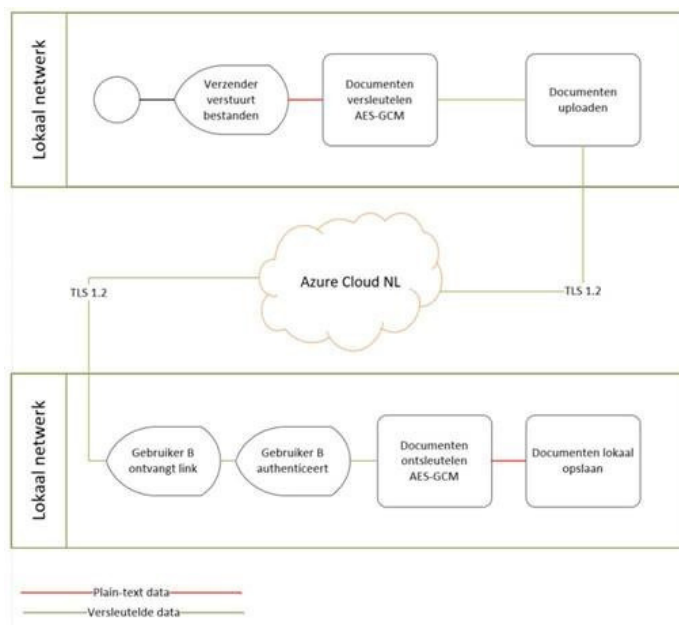 Lokaal netwerk
Verzender
verstuurt
bestanden
Documenten
versleutelen
AES-GCM
Documenten
uploaden
Azure Cloud NL
TLS 1.2
TLS 1.2
Lokaal netwerk
Gebruiker B
ontvangt link
Gebruiker B
authenticeert
Documenten
ontsleutelen
AES-GCM
Documenten lokaal
opslaan
Plain-text data
Versleutelde data